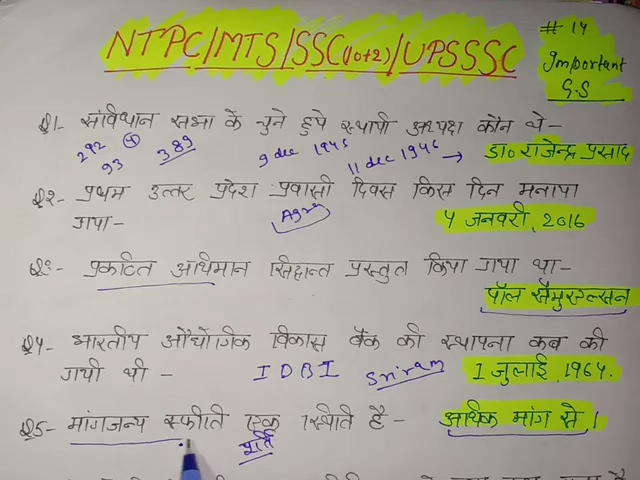 NTPC/MTS/SSC(10+2)/UPSSSC
# 14
Important
G.S
Q1- संविधान सभा के चुने हुये स्थायी अध्यक्ष कौन थे-
292 4 389 9 dec 1946 11 dec 1946 → डा० राजेन्द्र प्रसाद
93
Q2- प्रथम उत्तर प्रदेश प्रवासी दिवस किस दिन मनाया
गया- Agra 4 जनवरी, 2016
Q3- प्रकटित अधिमान सिद्धान्त प्रस्तुत किया गया था-
पॉल सैमुएल्सन
Q4- भारतीय औद्योगिक विकास बैंक की स्थापना कब की
गयी थी- IDBI Sriram 1 जुलाई, 1964.
Q5- मांगजन्य स्फीति एक स्थिति है- अधिक मांग से।